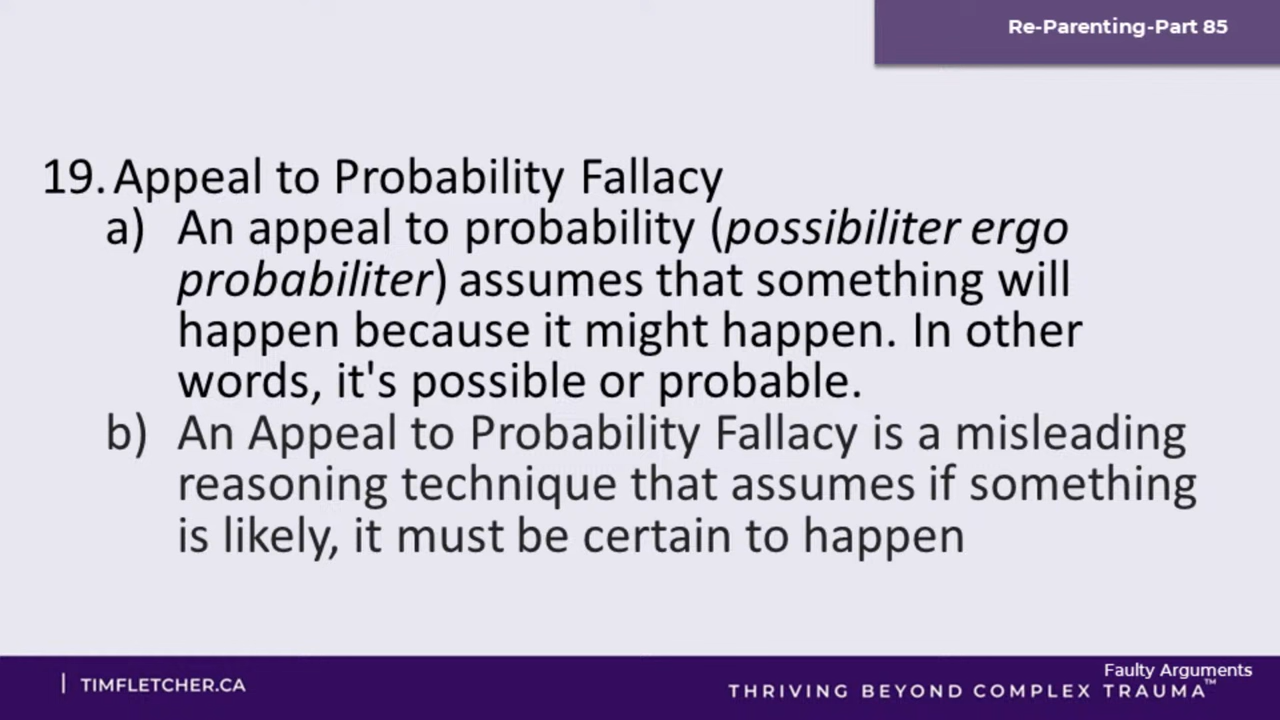 Re-Parenting-Part 85
19. Appeal to Probability Fallacy
a) An appeal to probability (possibiliter ergo
probabiliter) assumes that something will
happen because it might happen. In other
words, it's possible or probable.
b) An Appeal to Probability Fallacy is a misleading
reasoning technique that assumes if something
is likely, it must be certain to happen
| TIMFLETCHER.CA
Faulty Arguments
THRIVING BEYOND COMPLEX TRAUMA™